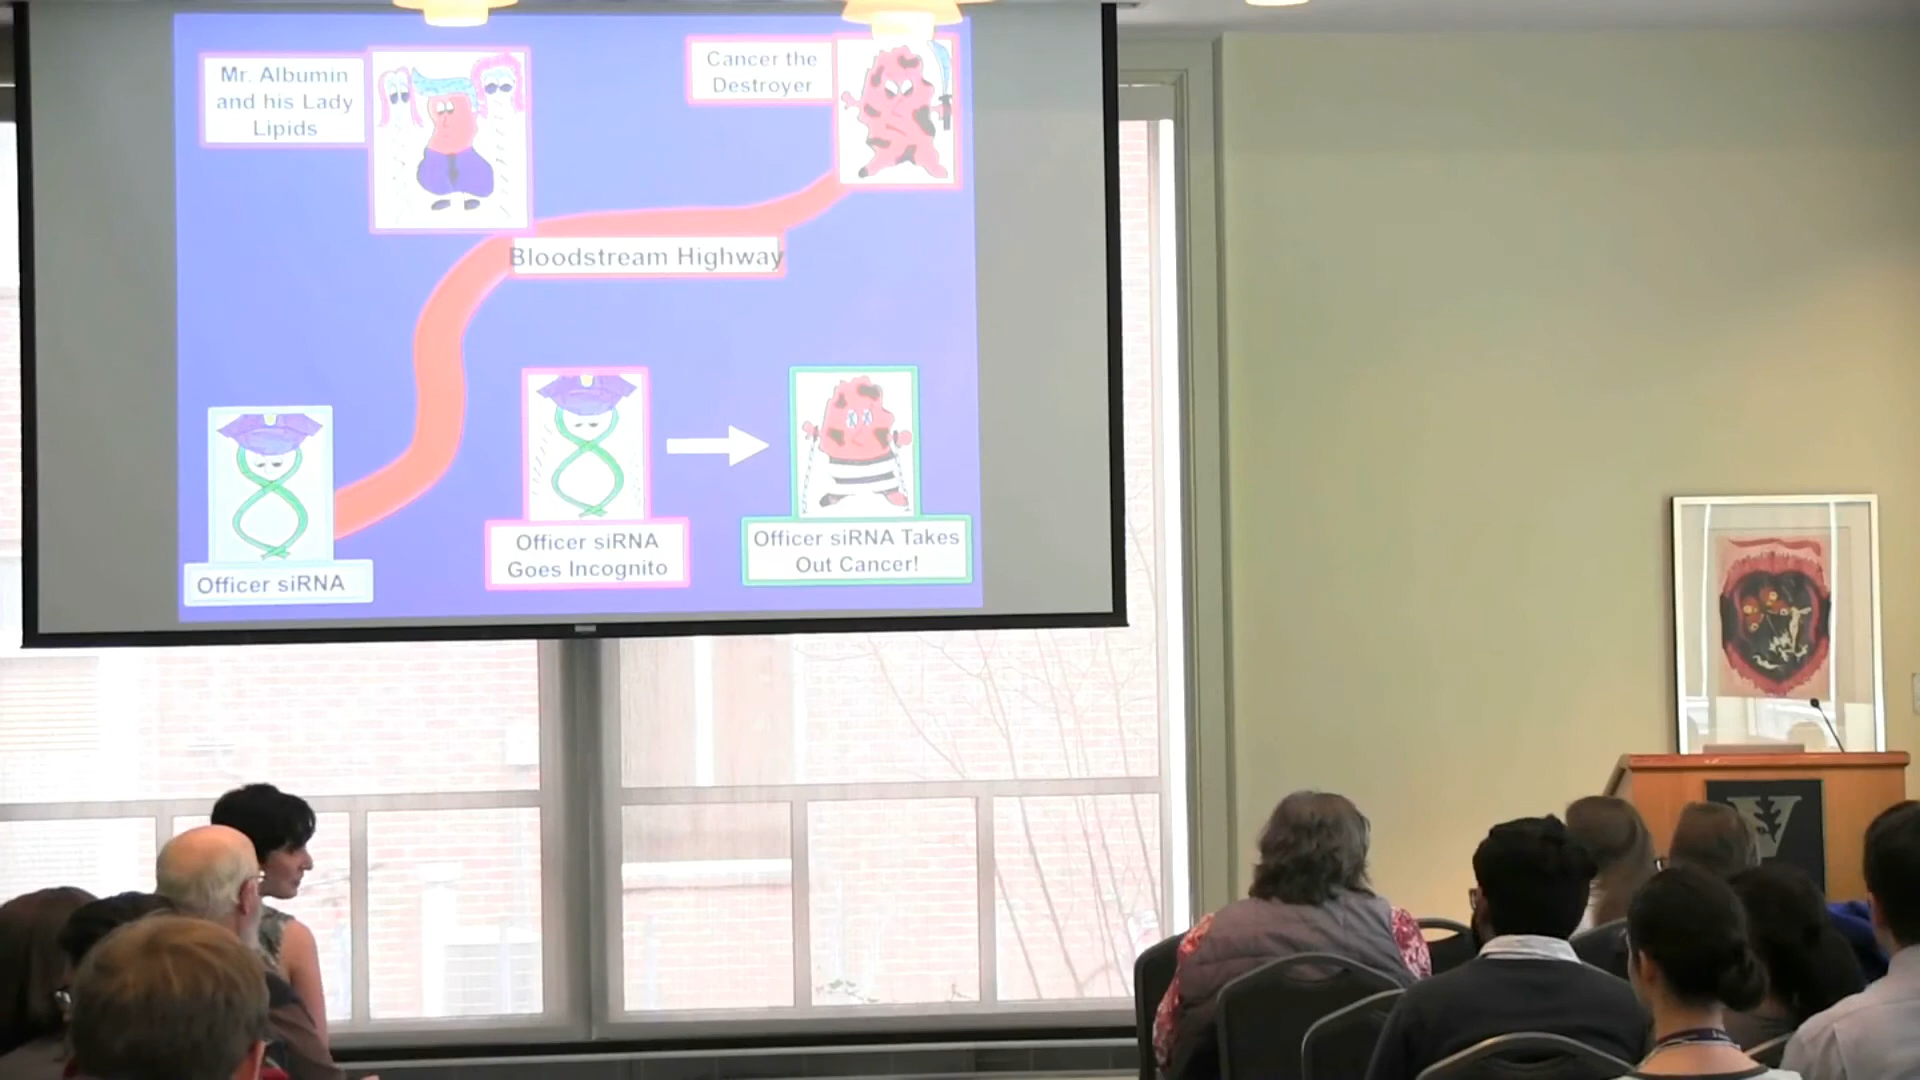 Mr. Albumin
and his Lady
Lipids
Cancer the
Destroyer
Bloodstream Highway
Officer siRNA
Officer siRNA
Goes Incognito
Officer siRNA Takes
Out Cancer!
V